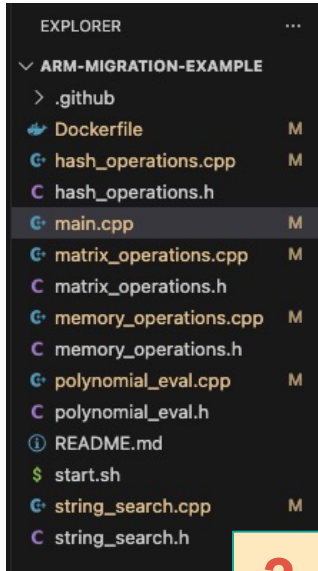 EXPLORER ...
ARM-MIGRATION-EXAMPLE
.github
Dockerfile M
hash_operations.cpp M
hash_operations.h
main.cpp M
matrix_operations.cpp M
matrix_operations.h
memory_operations.cpp M
memory_operations.h
polynomial_eval.cpp M
polynomial_eval.h
README.md
$ start.sh
string_search.cpp M
string_search.h